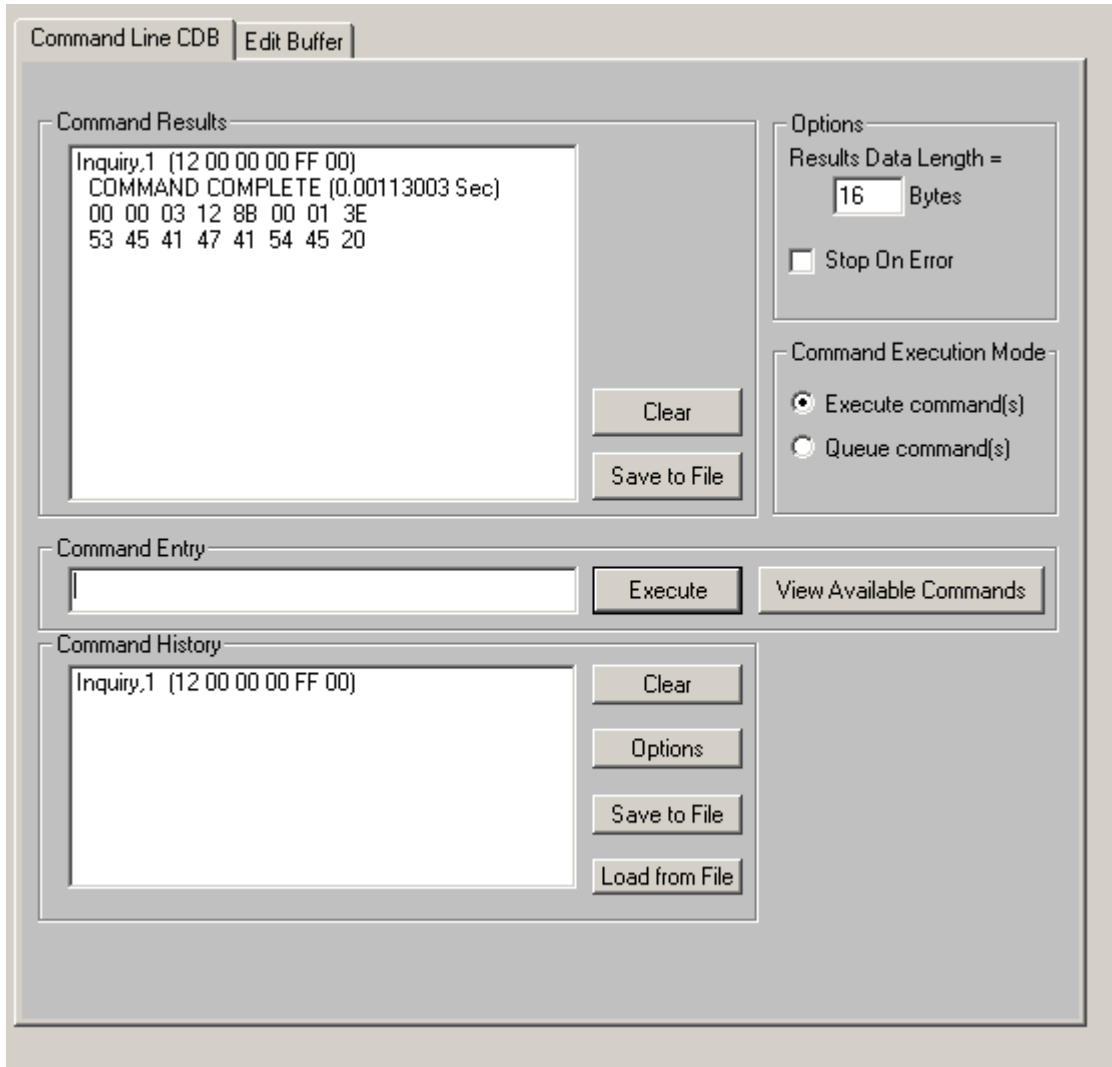 Command Line CDB Edit Buffer
Command Results
Inquiry,1 (12 00 00 00 FF 00)
COMMAND COMPLETE (0.00113003 Sec)
00 00 03 12 8B 00 01 3E
53 45 41 47 41 54 45 20
Clear
Save to File
Options
Results Data Length =
16 Bytes
Stop On Error
Command Execution Mode
Execute command(s)
Queue command(s)
Command Entry
Execute View Available Commands
Command History
Inquiry,1 (12 00 00 00 FF 00)
Clear
Options
Save to File
Load from File